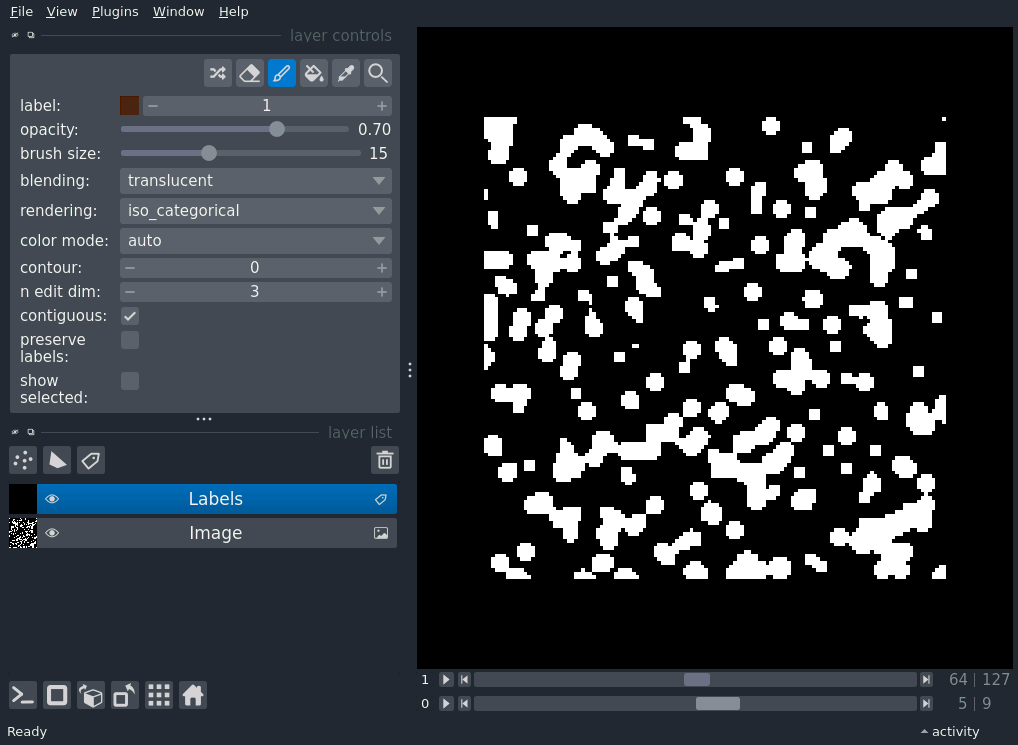 File View Plugins Window Help
layer controls
label: 1
opacity: 0.70
brush size: 15
blending: translucent
rendering: iso_categorical
color mode: auto
contour: 0
n edit dim: 3
contiguous:
preserve
labels:
show
selected:
layer list
Labels
Image
1 64 | 127
0 5 | 9
Ready activity